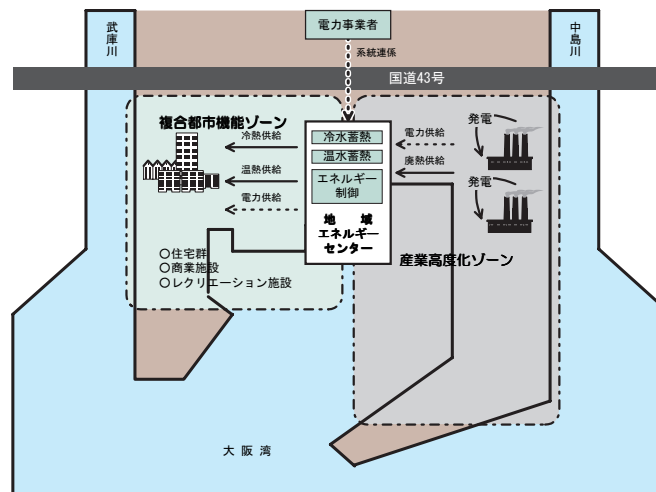 武庫川
電力事業者
中島川
系統連係
国道43号
複合都市機能ゾーン
冷熱供給
温熱供給
電力供給
冷水蓄熱
温水蓄熱
エネルギー
制御
地　域
エネルギー
センター
電力供給
廃熱供給
発電
発電
○住宅群
○商業施設
○レクリエーション施設
産業高度化ゾーン
大阪湾